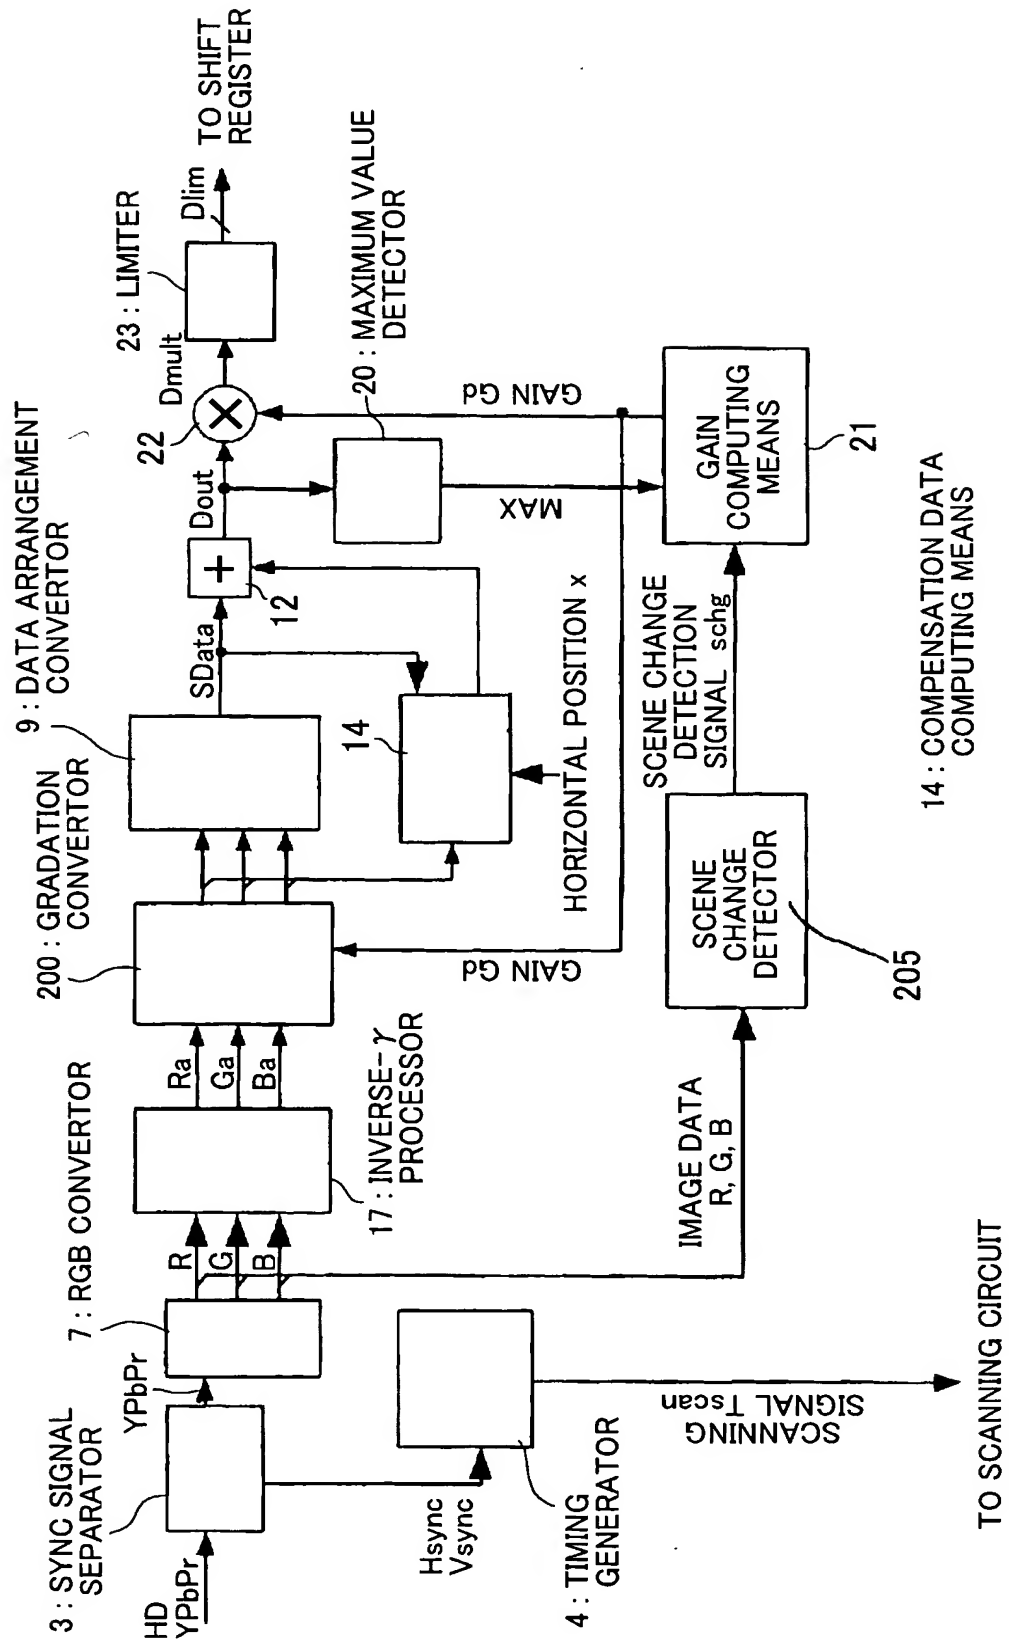 HD
YPbPr
3 : SYNC SIGNAL
SEPARATOR
YPbPr
7 : RGB CONVERTOR
R
G
B
17 : INVERSE-γ
PROCESSOR
Ra
Ga
Ba
200 : GRADATION
CONVERTOR
9 : DATA ARRANGEMENT
CONVERTOR
SData
+
12
Dout
22
×
Dmult
23 : LIMITER
Dlim
TO SHIFT
REGISTER
14
HORIZONTAL POSITION x
20 : MAXIMUM VALUE
DETECTOR
MAX
GAIN Gd
GAIN Gd
Hsync
Vsync
4 : TIMING
GENERATOR
SCANNING
SIGNAL Tscan
TO SCANNING CIRCUIT
IMAGE DATA
R, G, B
SCENE
CHANGE
DETECTOR
205
SCENE CHANGE
DETECTION
SIGNAL schg
GAIN
COMPUTING
MEANS
21
14 : COMPENSATION DATA
COMPUTING MEANS